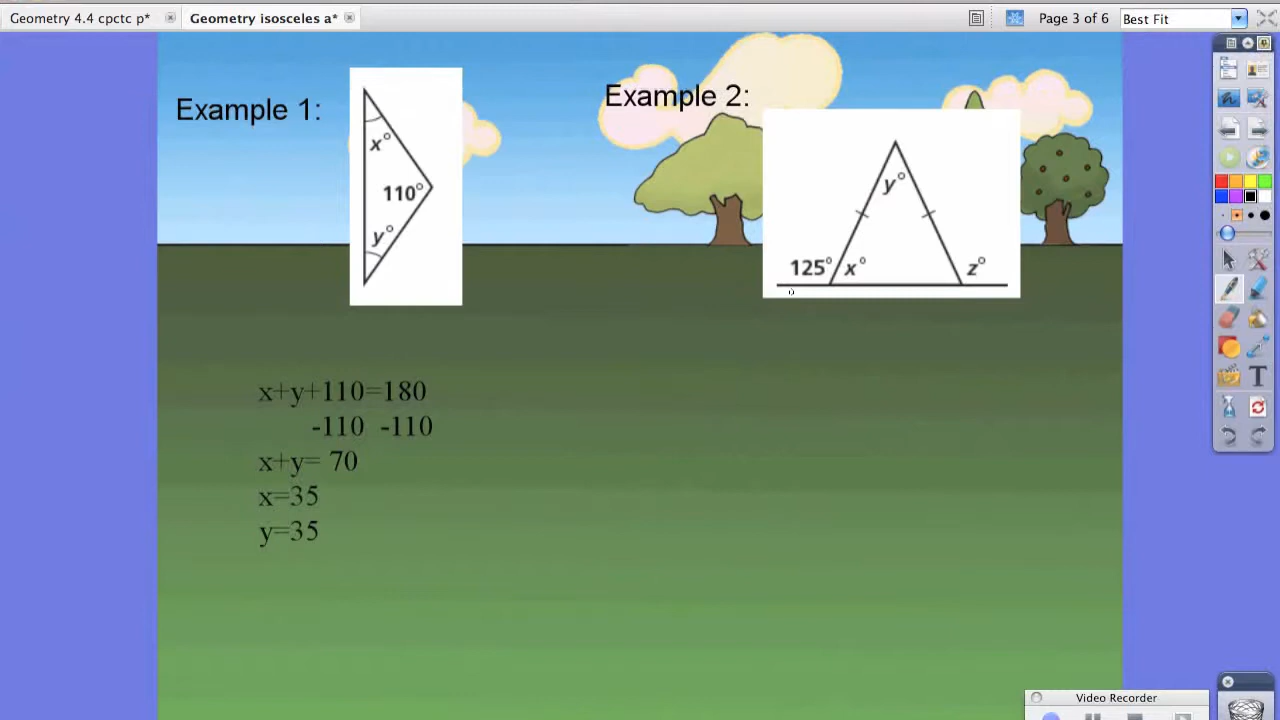 Geometry 4.4 cpctc p*
Geometry isosceles a*
Page 3 of 6
Best Fit
Example 1:
x°
110°
y°
Example 2:
y°
125° x° z°
x+y+110=180
-110 -110
x+y= 70
x=35
y=35
T
Video Recorder